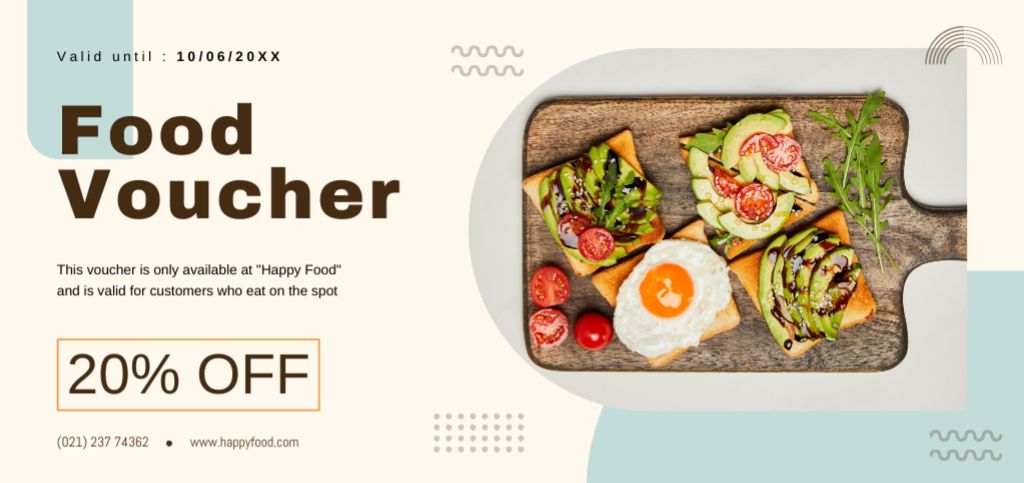 Valid until : 10/06/20XX
Food
Voucher
This voucher is only available at "Happy Food"
and is valid for customers who eat on the spot
20% OFF
(021) 237 74362 ● www.happyfood.com